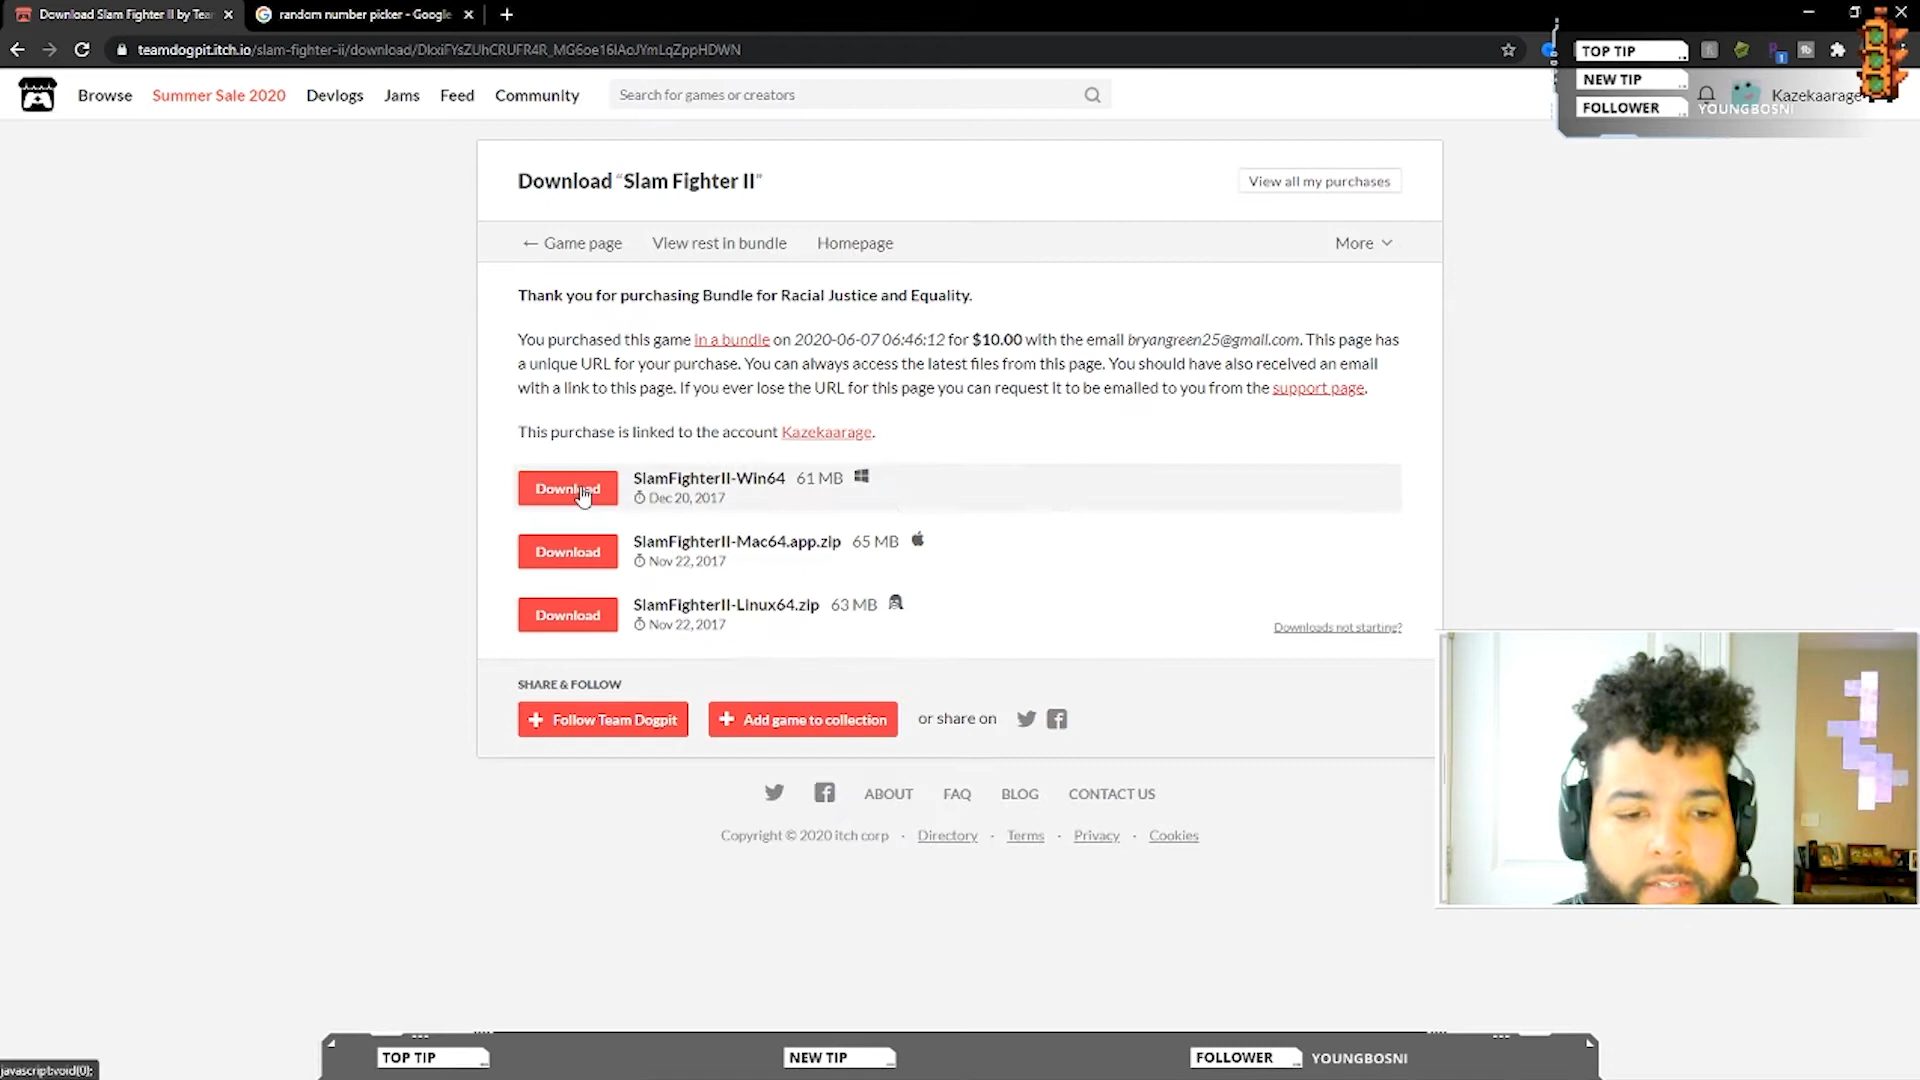 Download Slam Fighter II by Tear
random number picker - Google
teamdogpit.itch.io/slam-fighter-ii/download/DkxiFYsZUhCRUFR4R_MG6oe16IAoJYmLqZppHDWN
TOP TIP
NEW TIP
FOLLOWER YOUNGBOSNI
Browse Summer Sale 2020 Devlogs Jams Feed Community Search for games or creators Kazekaarage
Download "Slam Fighter II" View all my purchases
← Game page View rest in bundle Homepage More
Thank you for purchasing Bundle for Racial Justice and Equality.
You purchased this game in a bundle on 2020-06-07 06:46:12 for $10.00 with the email bryangreen25@gmail.com. This page has
a unique URL for your purchase. You can always access the latest files from this page. You should have also received an email
with a link to this page. If you ever lose the URL for this page you can request it to be emailed to you from the support page.
This purchase is linked to the account Kazekaarage.
Download SlamFighterII-Win64 61 MB
Dec 20, 2017
Download SlamFighterII-Mac64.app.zip 65 MB
Nov 22, 2017
Download SlamFighterII-Linux64.zip 63 MB
Nov 22, 2017
Downloads not starting?
SHARE & FOLLOW
+ Follow Team Dogpit + Add game to collection or share on
ABOUT FAQ BLOG CONTACT US
Copyright © 2020 itch corp · Directory · Terms · Privacy · Cookies
TOP TIP NEW TIP FOLLOWER YOUNGBOSNI
javascript:void(0);